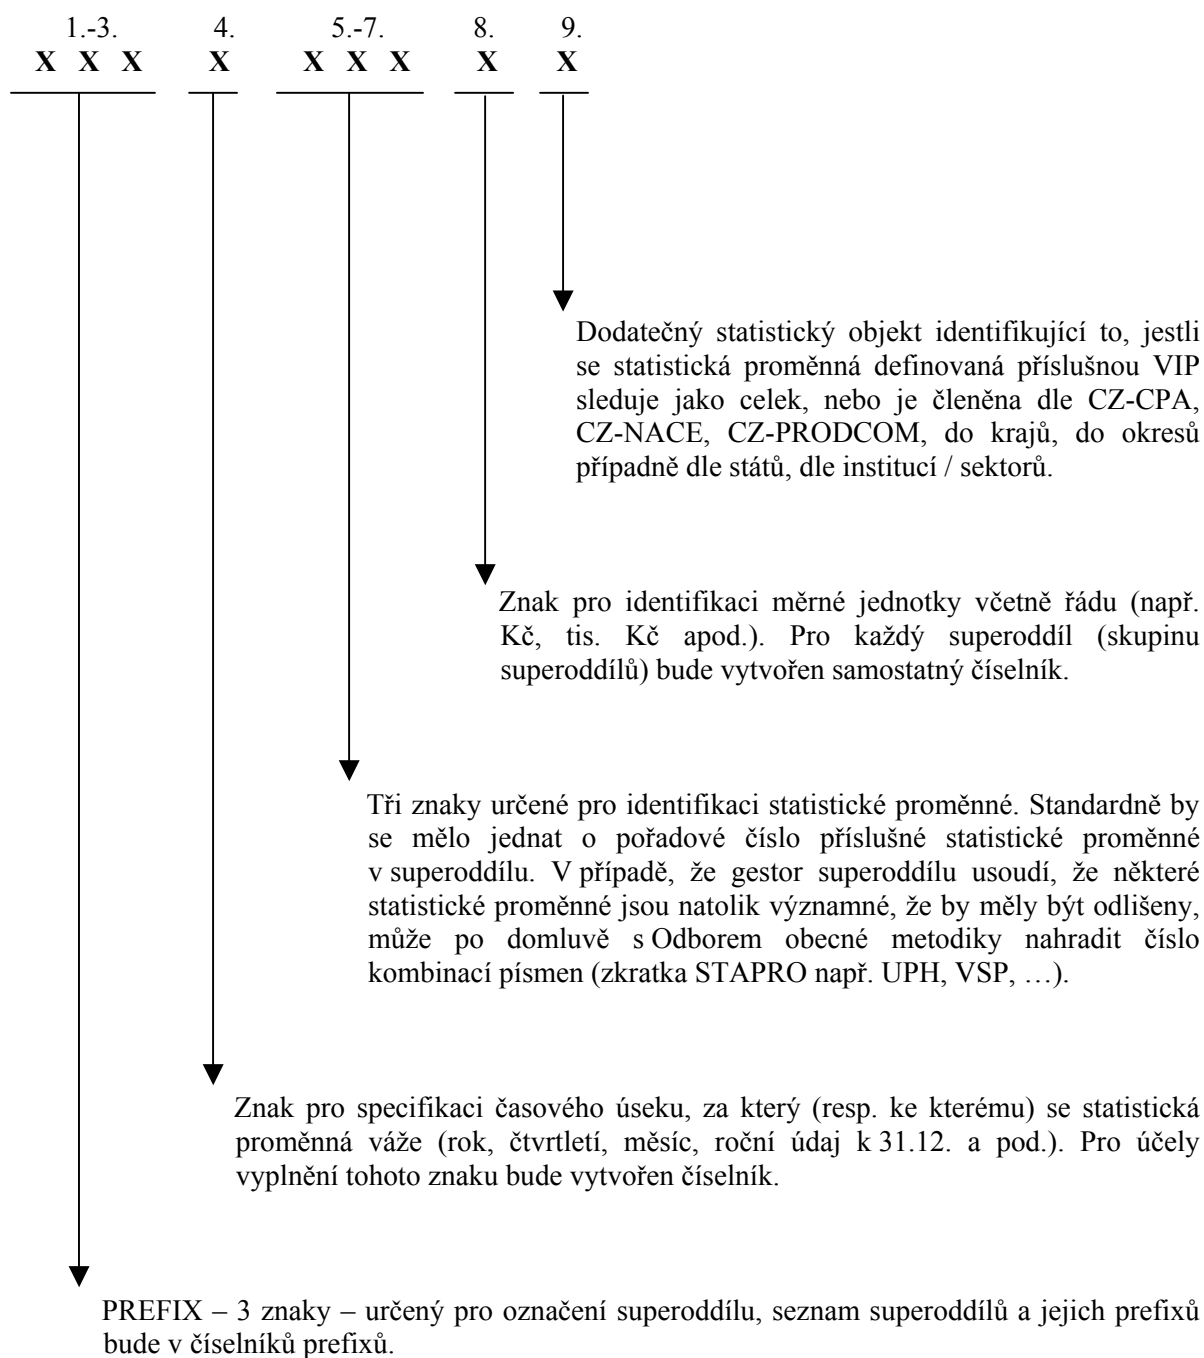 1.-3. 4. 5.-7. 8. 9.
X X X X X X X X X
Dodatečný statistický objekt identifikující to, jestli
se statistická proměnná definovaná příslušnou VIP
sleduje jako celek, nebo je členěna dle CZ-CPA,
CZ-NACE, CZ-PRODCOM, do krajů, do okresů
případně dle států, dle institucí / sektorů.
Znak pro identifikaci měrné jednotky včetně řádu (např.
Kč, tis. Kč apod.). Pro každý superoddíl (skupinu
superoddílů) bude vytvořen samostatný číselník.
Tři znaky určené pro identifikaci statistické proměnné. Standardně by
se mělo jednat o pořadové číslo příslušné statistické proměnné
v superoddílu. V případě, že gestor superoddílu usoudí, že některé
statistické proměnné jsou natolik významné, že by měly být odlišeny,
může po domluvě s Odborem obecné metodiky nahradit číslo
kombinací písmen (zkratka STAPRO např. UPH, VSP, …).
Znak pro specifikaci časového úseku, za který (resp. ke kterému) se statistická
proměnná váže (rok, čtvrtletí, měsíc, roční údaj k 31.12. a pod.). Pro účely
vyplnění tohoto znaku bude vytvořen číselník.
PREFIX – 3 znaky – určený pro označení superoddílu, seznam superoddílů a jejich prefixů
bude v číselníků prefixů.